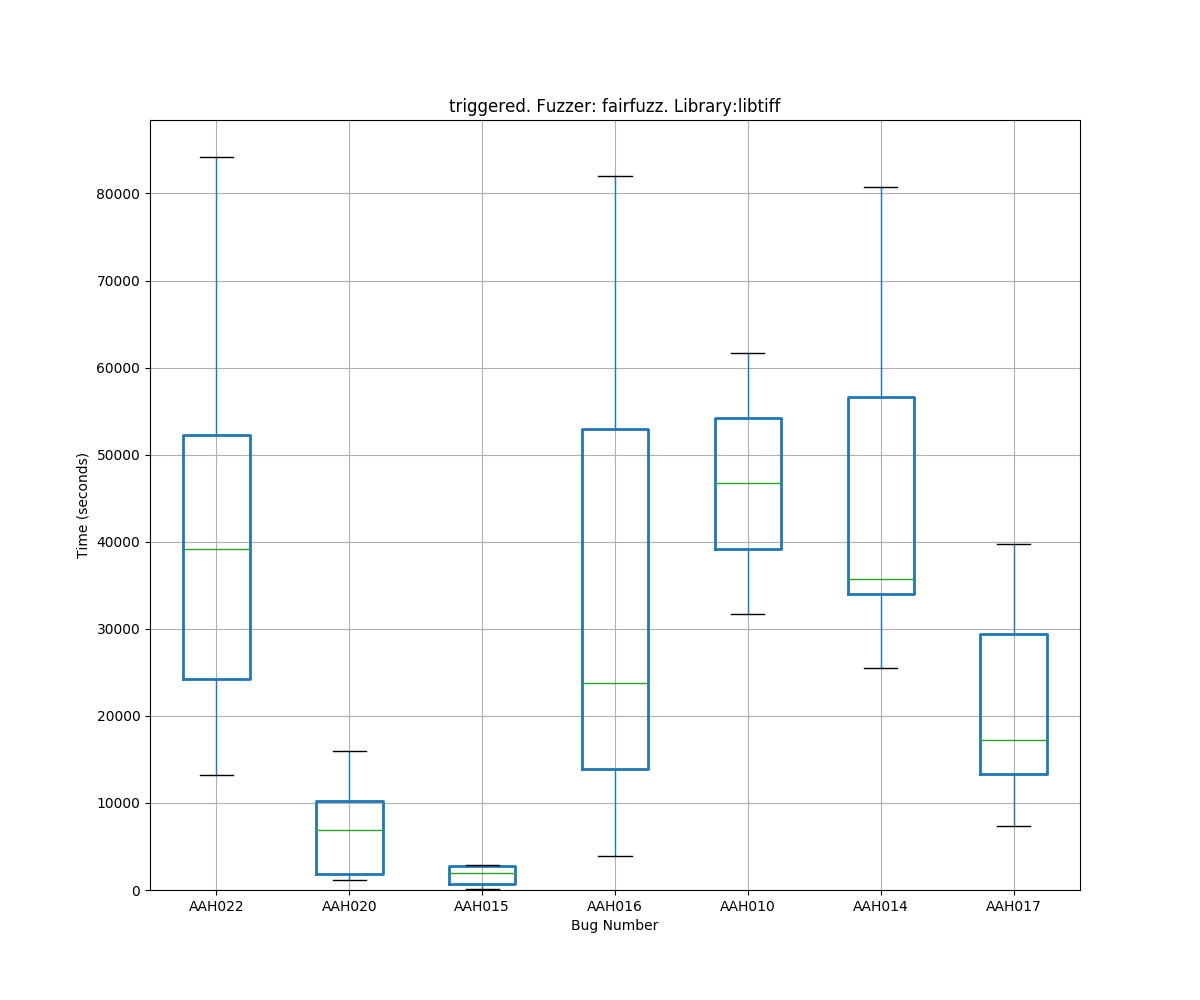 triggered. Fuzzer: fairfuzz. Library:libtiff
80000
70000
60000
50000
40000
30000
20000
10000
0
Time (seconds)
AAH022 AAH020 AAH015 AAH016 AAH010 AAH014 AAH017
Bug Number